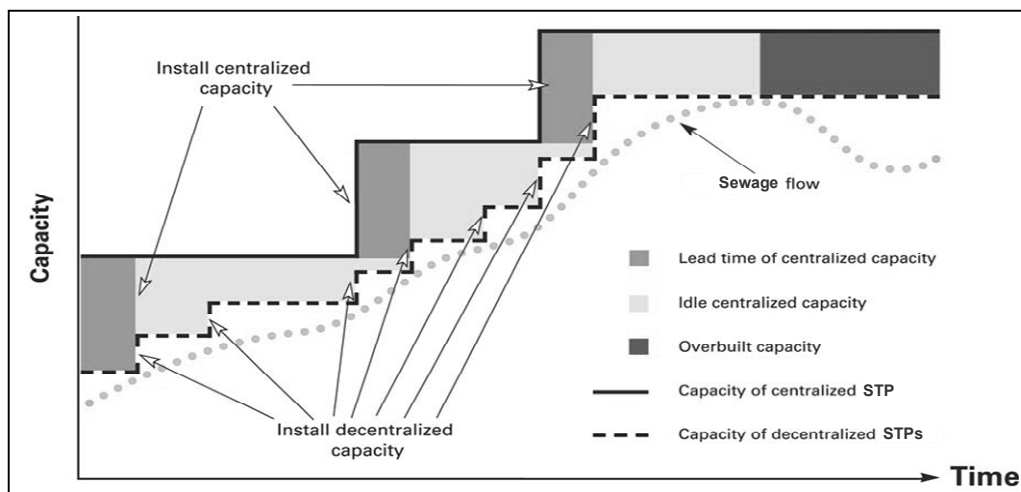 Install centralized
capacity
Capacity
Sewage flow
Lead time of centralized capacity
Idle centralized capacity
Overbuilt capacity
Capacity of centralized STP
Capacity of decentralized STPs
Install decentralized
capacity
Time